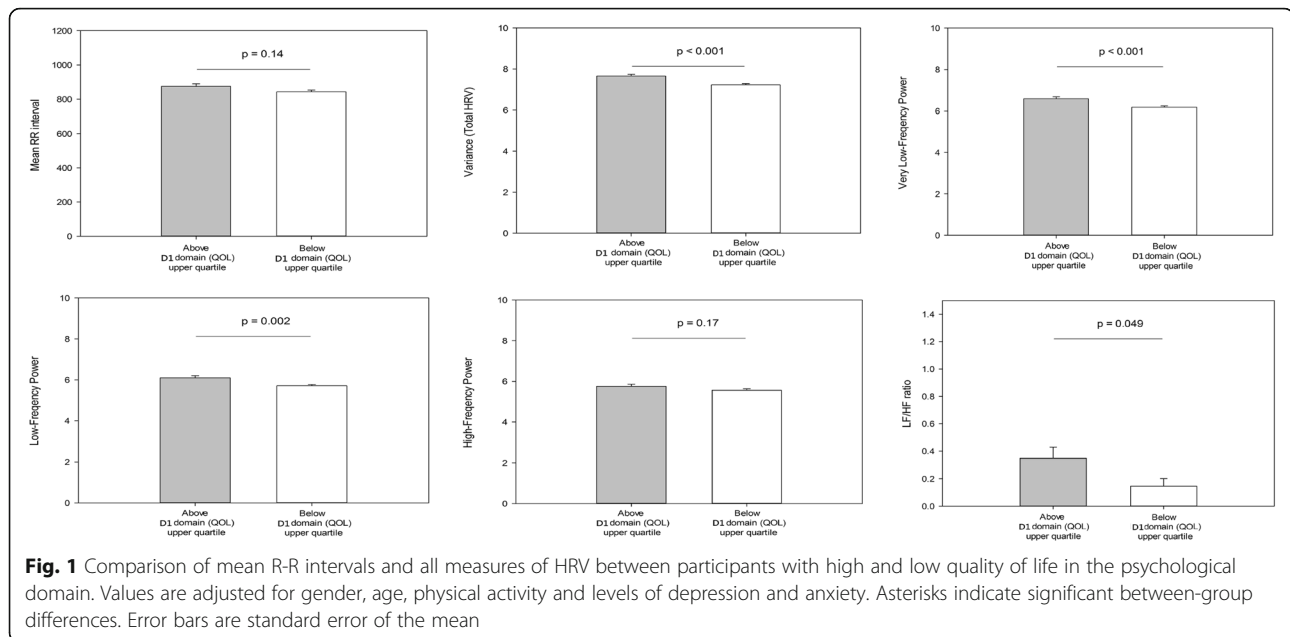 1200
1000
800
600
400
200
0
Mean RR interval
p = 0.14
Above
D1 domain (QOL)
upper quartile
Below
D1 domain (QOL)
upper quartile
10
8
6
4
2
0
Variance (Total HRV)
p < 0.001
Above
D1 domain (QOL)
upper quartile
Below
D1 domain (QOL)
upper quartile
10
8
6
4
2
0
Very Low-Freqency Power
p < 0.001
Above
D1 domain (QOL)
upper quartile
Below
D1 domain (QOL)
upper quartile
10
8
6
4
2
0
Low-Freqency Power
p = 0.002
Above
D1 domain (QOL)
upper quartile
Below
D1 domain (QOL)
upper quartile
10
8
6
4
2
0
High-Freqency Power
p = 0.17
Above
D1 domain (QOL)
upper quartile
Below
D1 domain (QOL)
upper quartile
1.4
1.2
1.0
0.8
0.6
0.4
0.2
0.0
LF/HF ratio
p = 0.049
Above
D1 domain (QOL)
upper quartile
Below
D1 domain (QOL)
upper quartile
Fig. 1 Comparison of mean R-R intervals and all measures of HRV between participants with high and low quality of life in the psychological
domain. Values are adjusted for gender, age, physical activity and levels of depression and anxiety. Asterisks indicate significant between-group
differences. Error bars are standard error of the mean